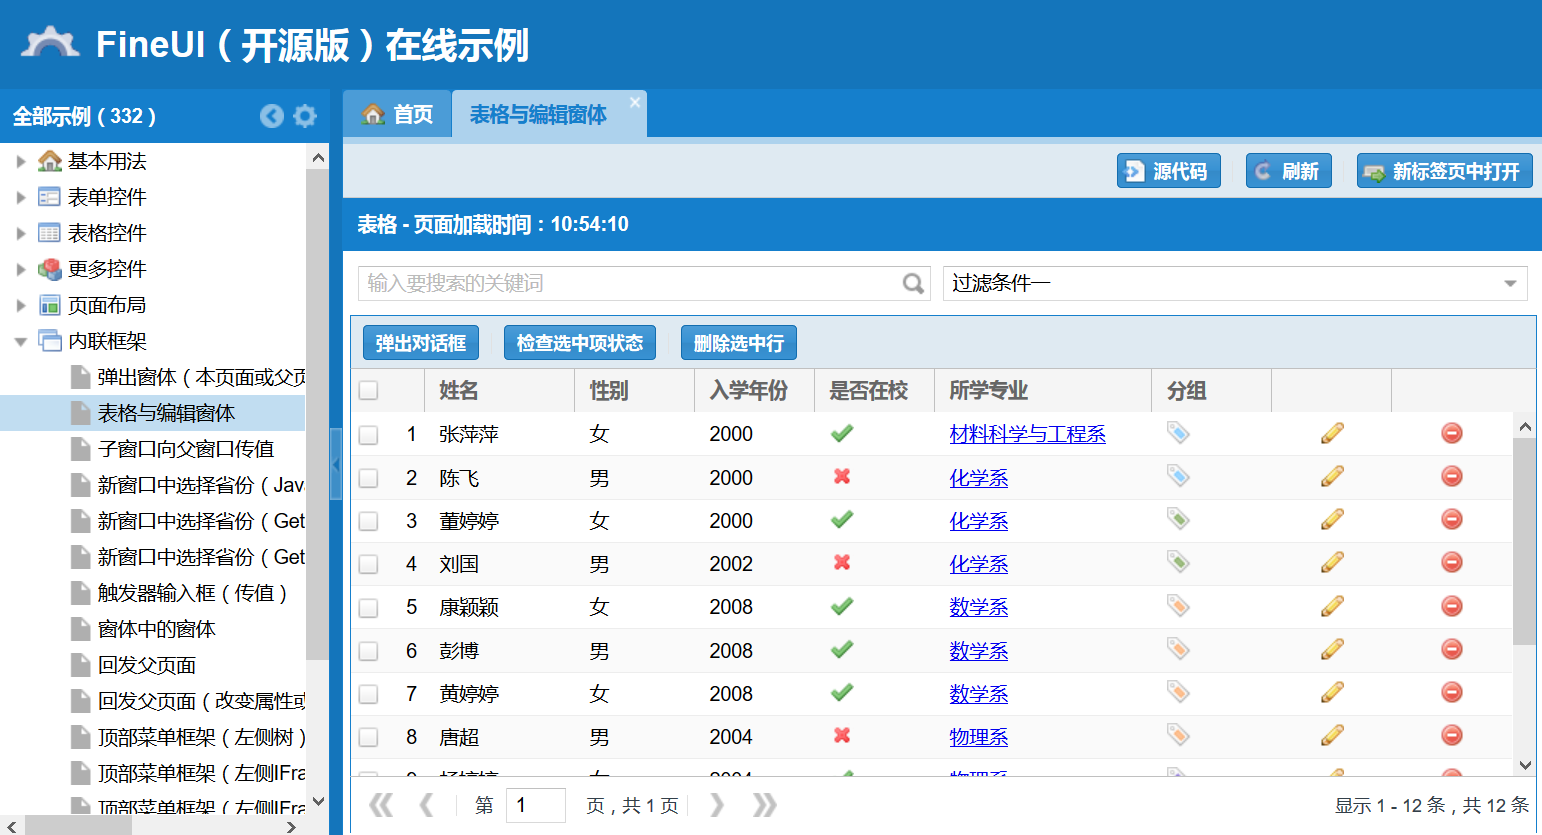 FineUI（开源版）在线示例
全部示例（332）
首页
表格与编辑窗体
源代码
刷新
新标签页中打开
基本用法
表单控件
表格控件
更多控件
页面布局
内联框架
弹出窗体（本页面或父页
表格与编辑窗体
子窗口向父窗口传值
新窗口中选择省份（Java
新窗口中选择省份（Get
新窗口中选择省份（Get
触发器输入框（传值）
窗体中的窗体
回发父页面
回发父页面（改变属性或
顶部菜单框架（左侧树）
顶部菜单框架（左侧IFra
顶部菜单框架（左侧IFra
表格 - 页面加载时间：10:54:10
输入要搜索的关键词
过滤条件一
弹出对话框 检查选中项状态 删除选中行
姓名 性别 入学年份 是否在校 所学专业 分组
1 张萍萍 女 2000 材料科学与工程系
2 陈飞 男 2000 化学系
3 董婷婷 女 2000 化学系
4 刘国 男 2002 化学系
5 康颖颖 女 2008 数学系
6 彭博 男 2008 数学系
7 黄婷婷 女 2008 数学系
8 唐超 男 2004 物理系
第 1 页，共 1 页
显示 1 - 12 条，共 12 条